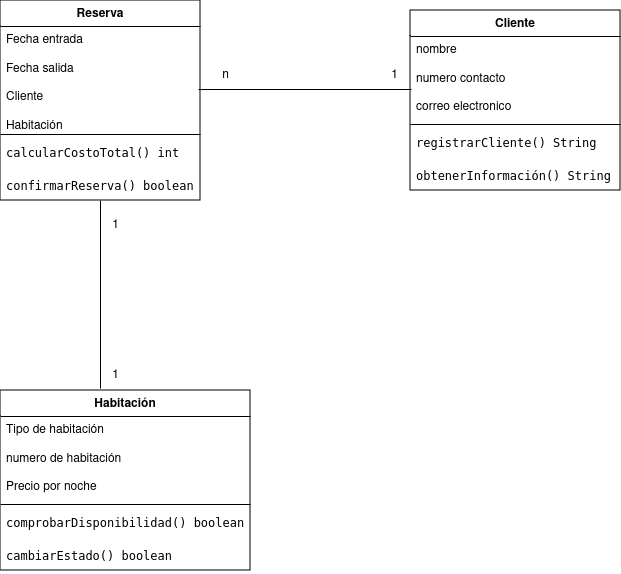 Reserva
Fecha entrada
Fecha salida
Cliente
Habitación
calcularCostoTotal() int
confirmarReserva() boolean
n
1
Cliente
nombre
numero contacto
correo electronico
registrarCliente() String
obtenerInformación() String
1
1
Habitación
Tipo de habitación
numero de habitación
Precio por noche
comprobarDisponibilidad() boolean
cambiarEstado() boolean